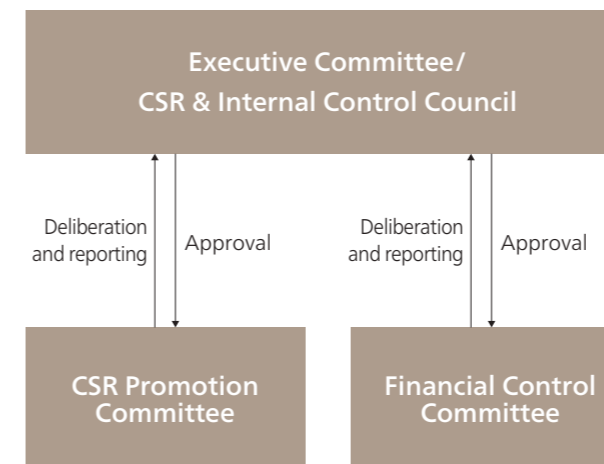 Executive Committee/
CSR & Internal Control Council
Deliberation
and reporting
Approval
Deliberation
and reporting
Approval
CSR Promotion
Committee
Financial Control
Committee